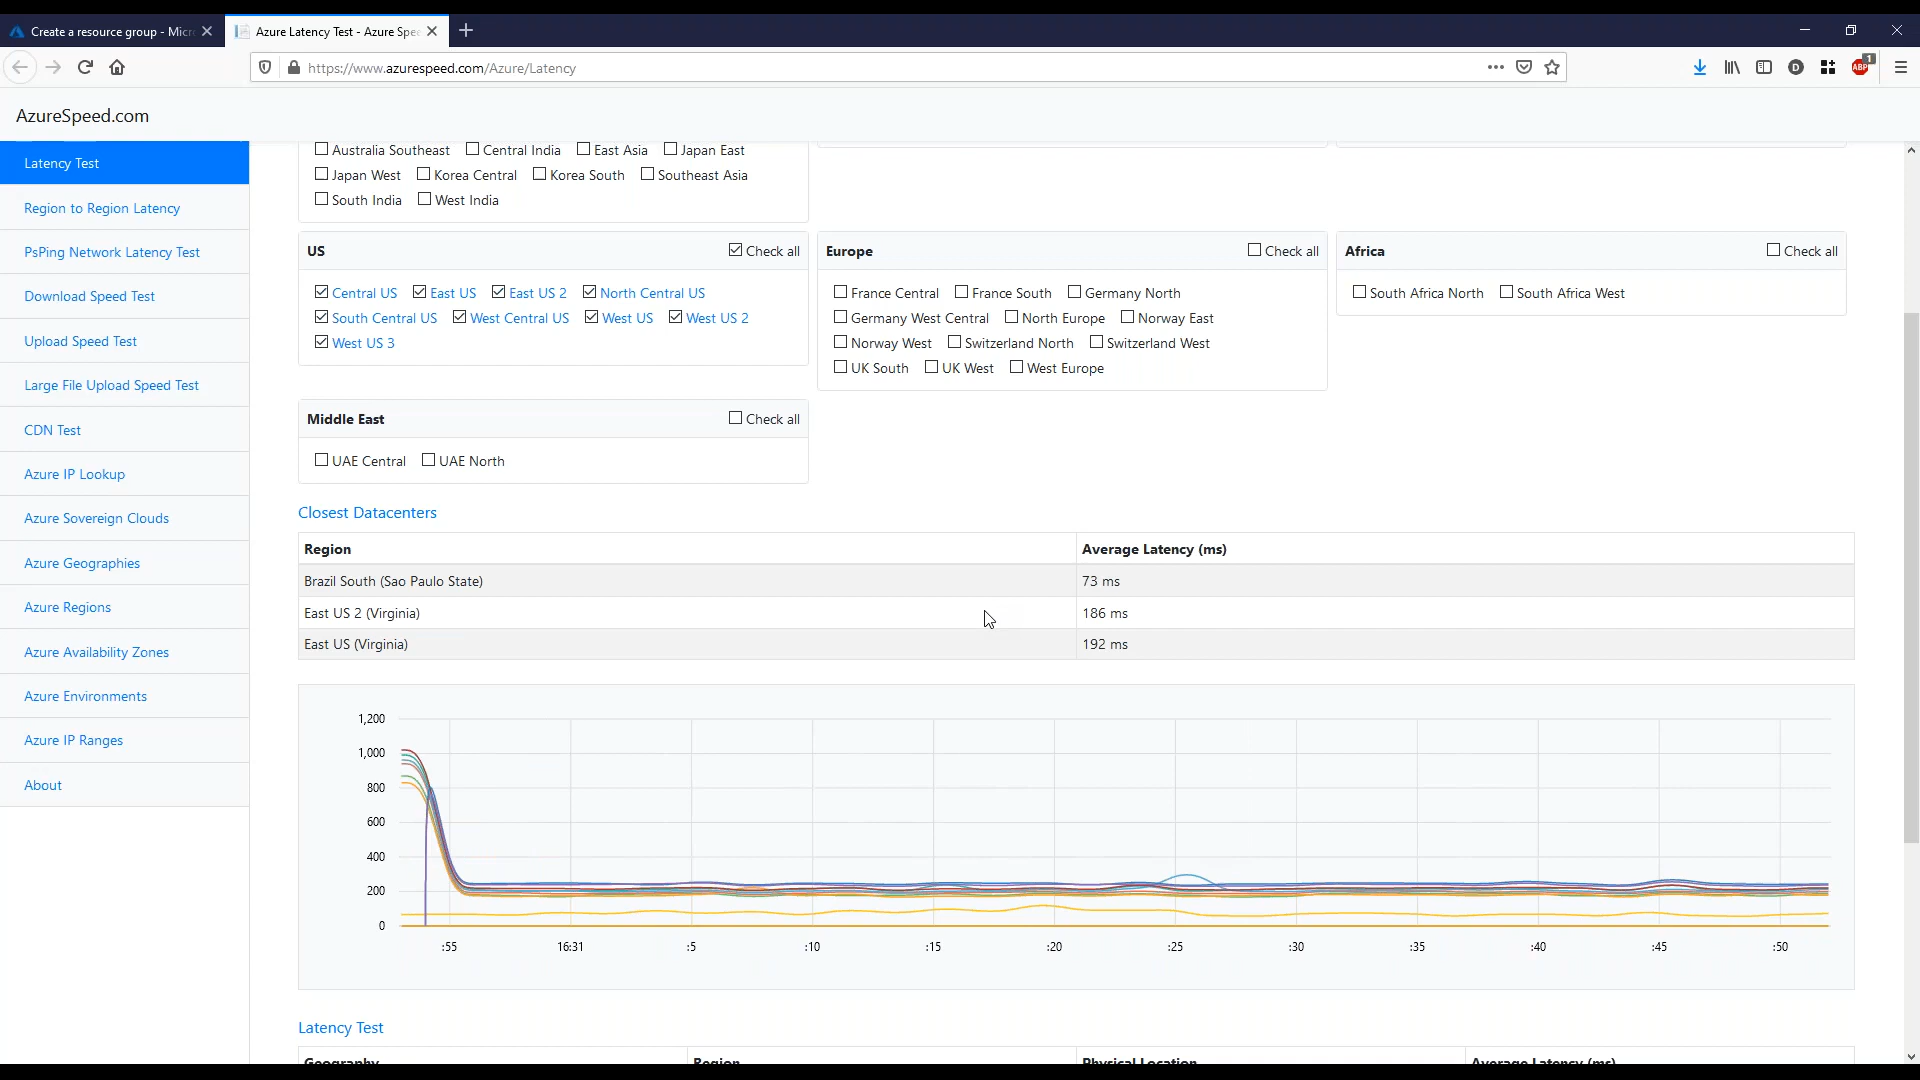 Create a resource group - Micr
Azure Latency Test - Azure Spe
https://www.azurespeed.com/Azure/Latency
D
ABP
1
AzureSpeed.com
Latency Test
Region to Region Latency
PsPing Network Latency Test
Download Speed Test
Upload Speed Test
Large File Upload Speed Test
CDN Test
Azure IP Lookup
Azure Sovereign Clouds
Azure Geographies
Azure Regions
Azure Availability Zones
Azure Environments
Azure IP Ranges
About
Australia Southeast Central India East Asia Japan East
Japan West Korea Central Korea South Southeast Asia
South India West India
US Check all
Central US East US East US 2 North Central US
South Central US West Central US West US West US 2
West US 3
Europe Check all
France Central France South Germany North
Germany West Central North Europe Norway East
Norway West Switzerland North Switzerland West
UK South UK West West Europe
Africa Check all
South Africa North South Africa West
Middle East Check all
UAE Central UAE North
Closest Datacenters
Region Average Latency (ms)
Brazil South (Sao Paulo State) 73 ms
East US 2 (Virginia) 186 ms
East US (Virginia) 192 ms
1,200
1,000
800
600
400
200
0
:55 16:31 :5 :10 :15 :20 :25 :30 :35 :40 :45 :50
Latency Test
Geography Region Physical Location Average Latency (ms)